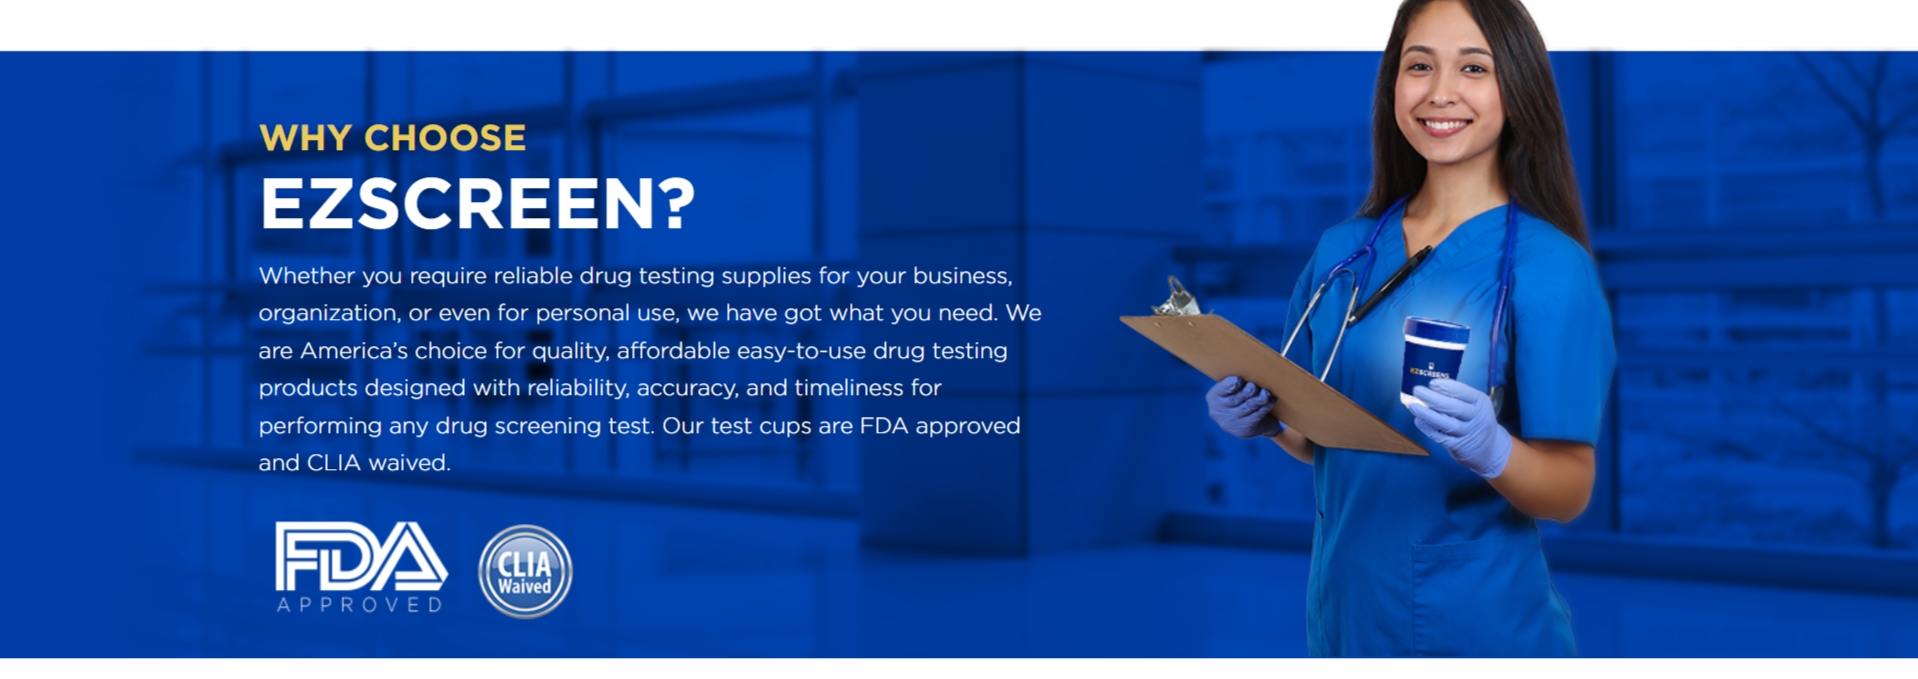 WHY CHOOSE
EZSCREEN?
Whether you require reliable drug testing supplies for your business,
organization, or even for personal use, we have got what you need. We
are America's choice for quality, affordable easy-to-use drug testing
products designed with reliability, accuracy, and timeliness for
performing any drug screening test. Our test cups are FDA approved
and CLIA waived.
FDA
APPROVED
CLIA
Waived
EZSCREENS